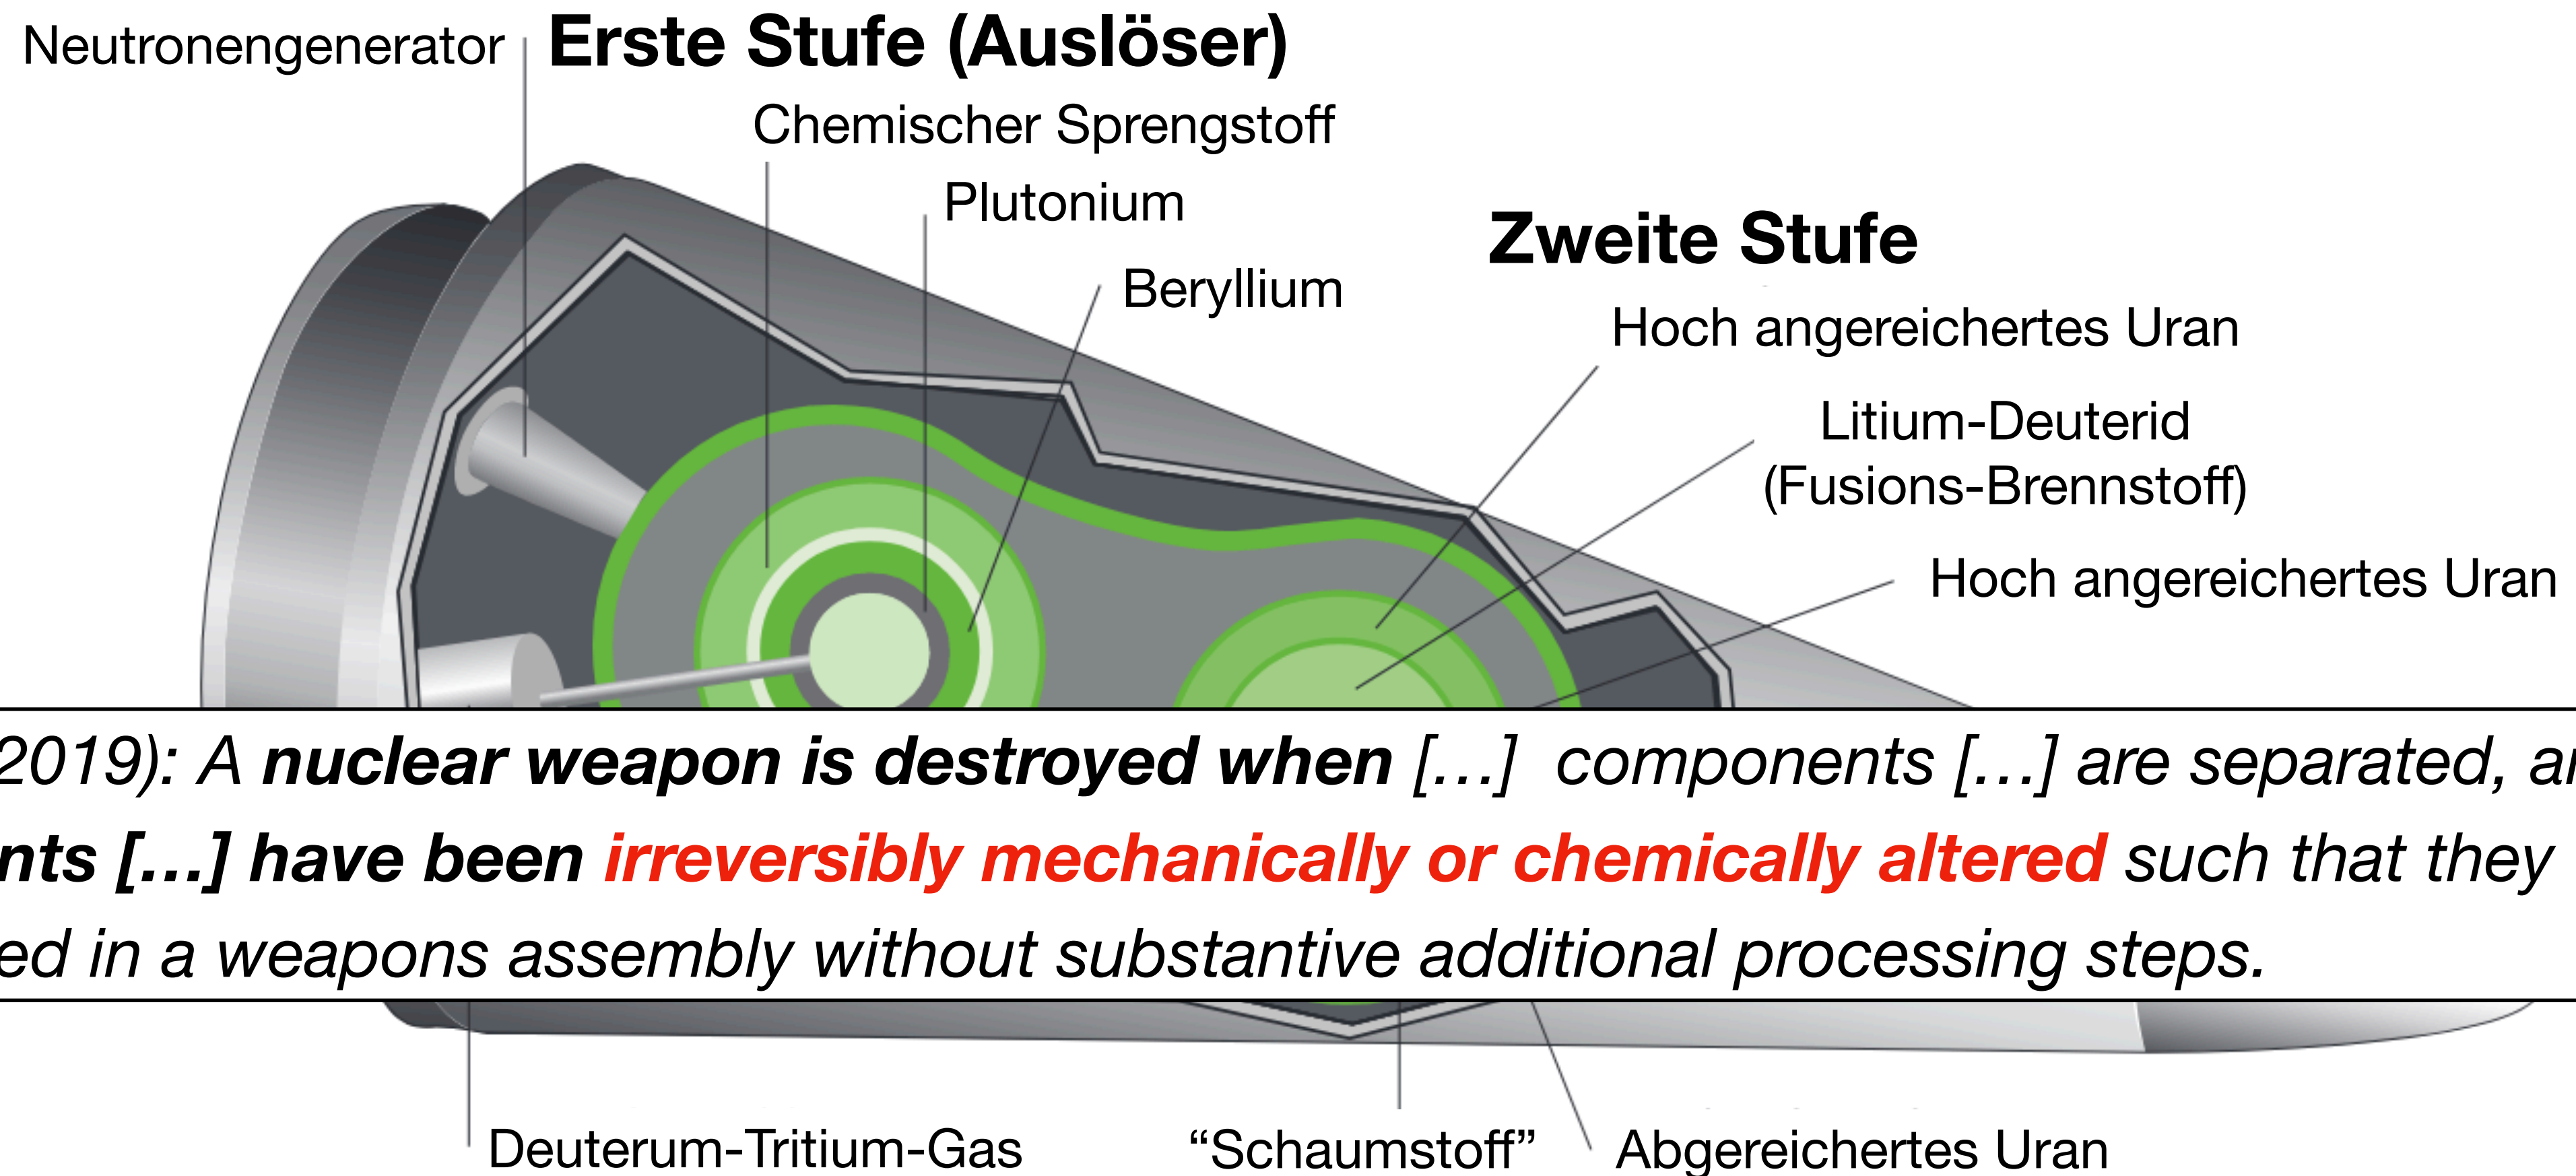 Neutronengenerator
Erste Stufe (Auslöser)
Chemischer Sprengstoff
Plutonium
Beryllium
Zweite Stufe
Hoch angereichertes Uran
Litium-Deuterid
(Fusions-Brennstoff)
Hoch angereichertes Uran
2019): A nuclear weapon is destroyed when […] components […] are separated,
[…] have been irreversibly mechanically or chemically altered such that they
in a weapons assembly without substantive additional processing steps.
Deuterum-Tritium-Gas
“Schaumstoff”
Abgereichertes Uran